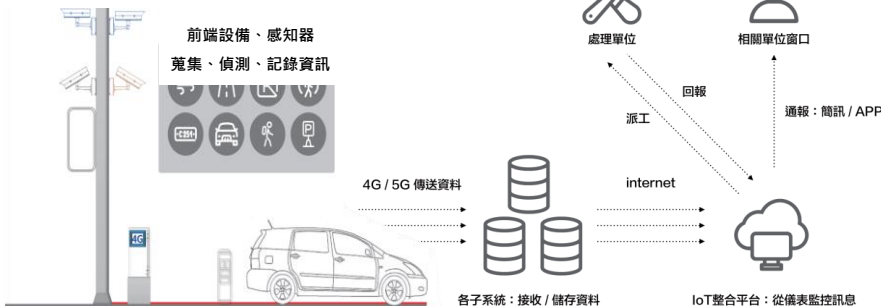 前端設備、感知器
蒐集、偵測、記錄資訊
處理單位
相關單位窗口
回報
派工
通報：簡訊 / APP
4G / 5G 傳送資料
internet
4G
各子系統：接收 / 儲存資料
IoT整合平台：從儀表監控訊息
P